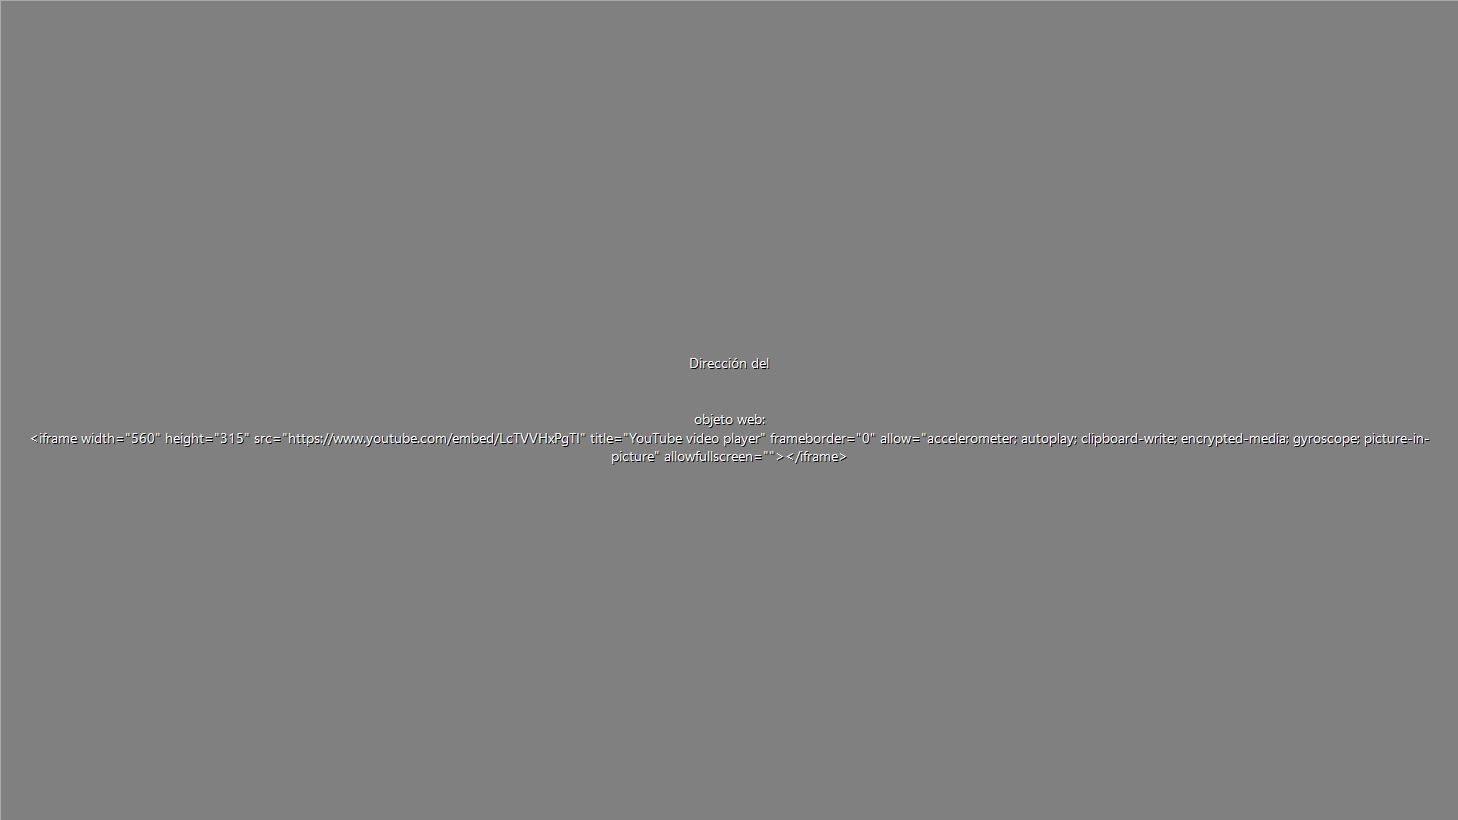 Dirección del
objeto web:
<iframe width="560" height="315" src="https://www.youtube.com/embed/LcTVVHxPgTI" title="YouTube video player" frameborder="0" allow="accelerometer; autoplay; clipboard-write; encrypted-media; gyroscope; picture-in-
picture" allowfullscreen=""></iframe>